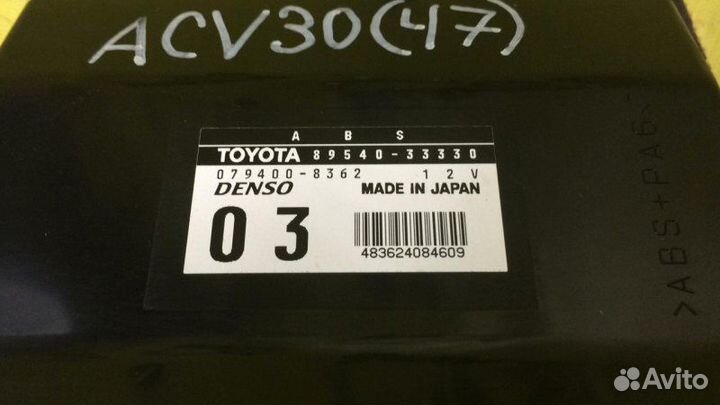 ACV30(47)
A B S
TOYOTA 89540-33330
079400-8362 12V
DENSO MADE IN JAPAN
03
483624084609
>ABS+PA6<
Avito